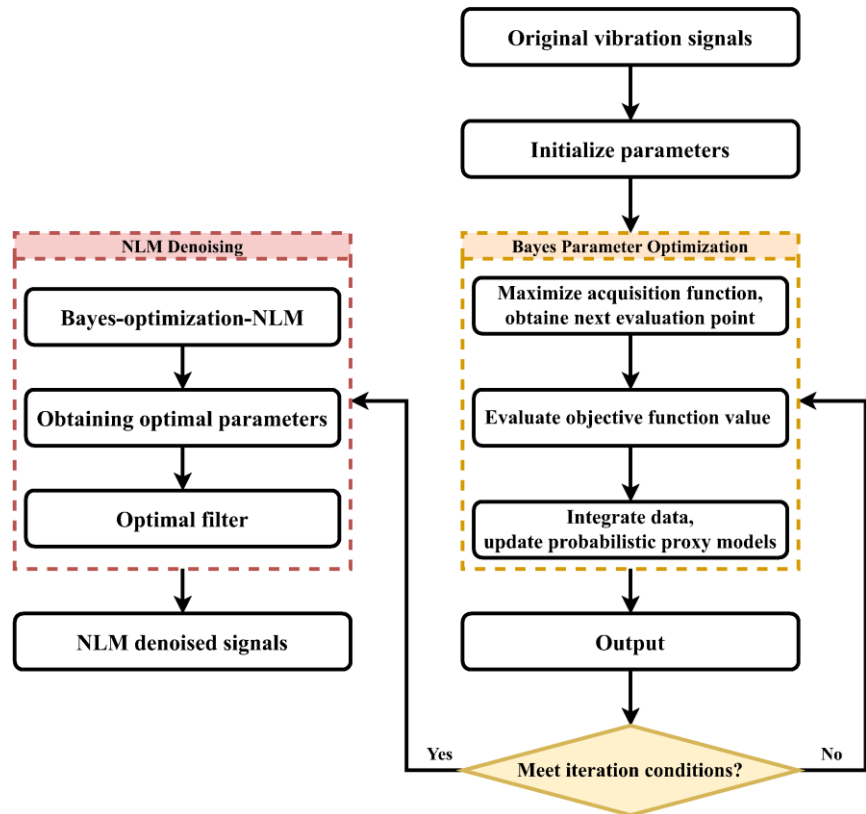 Original vibration signals
Initialize parameters
Bayes Parameter Optimization
Maximize acquisition function,
obtaine next evaluation point
Evaluate objective function value
Integrate data,
update probabilistic proxy models
Output
Meet iteration conditions?
Yes
No
NLM Denoising
Bayes-optimization-NLM
Obtaining optimal parameters
Optimal filter
NLM denoised signals